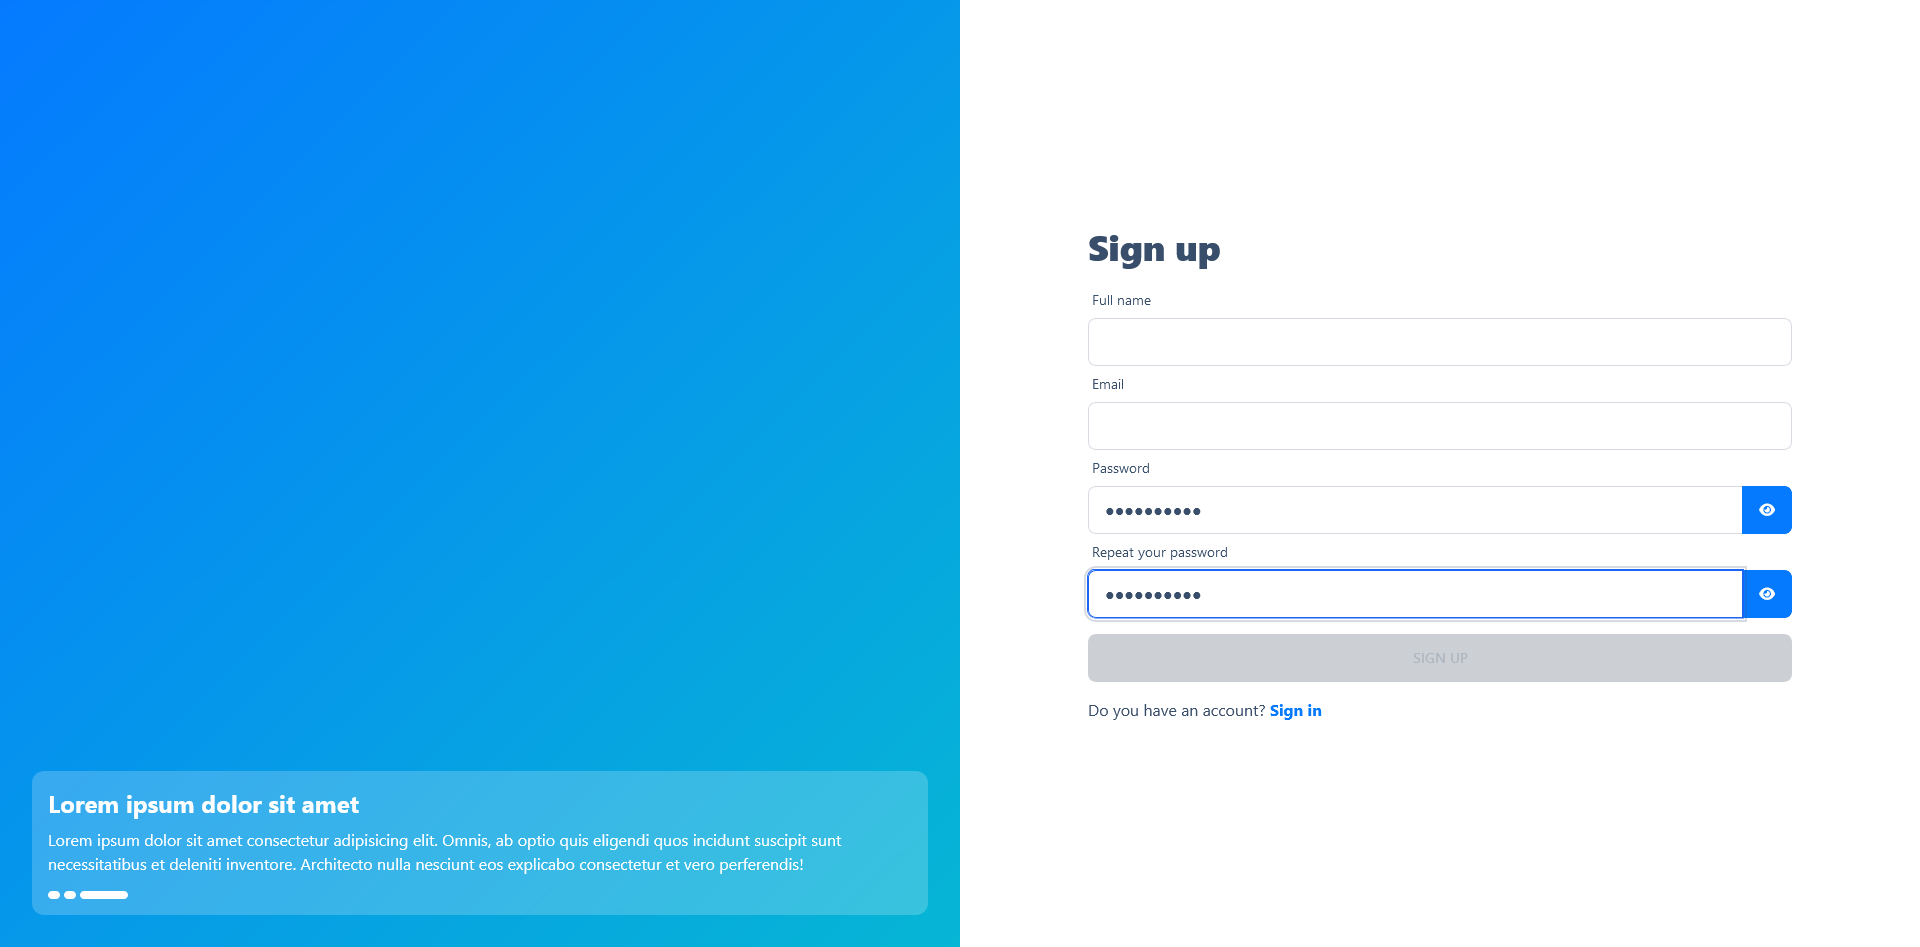 Sign up
Full name
Email
Password
••••••••••
Repeat your password
••••••••••
SIGN UP
Do you have an account? Sign in
Lorem ipsum dolor sit amet
Lorem ipsum dolor sit amet consectetur adipisicing elit. Omnis, ab optio quis eligendi quos incidunt suscipit sunt
necessitatibus et deleniti inventore. Architecto nulla nesciunt eos explicabo consectetur et vero perferendis!